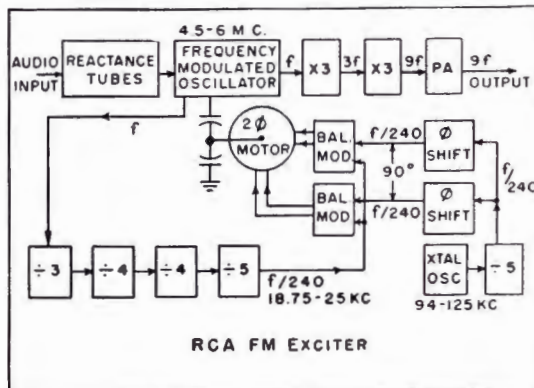 4.5-6 M.C.
AUDIO
INPUT
REACTANCE
TUBES
FREQUENCY
MODULATED
OSCILLATOR
f
X3
3f
X3
9f
PA
9f
OUTPUT
f
2Ø
MOTOR
BAL.
MOD
f/240
Ø
SHIFT
90°
f/
240
BAL.
MOD
f/240
Ø
SHIFT
÷3
÷4
÷4
÷5
f/240
18.75-25 KC
XTAL
OSC
÷5
94-125 KC
RCA FM EXCITER